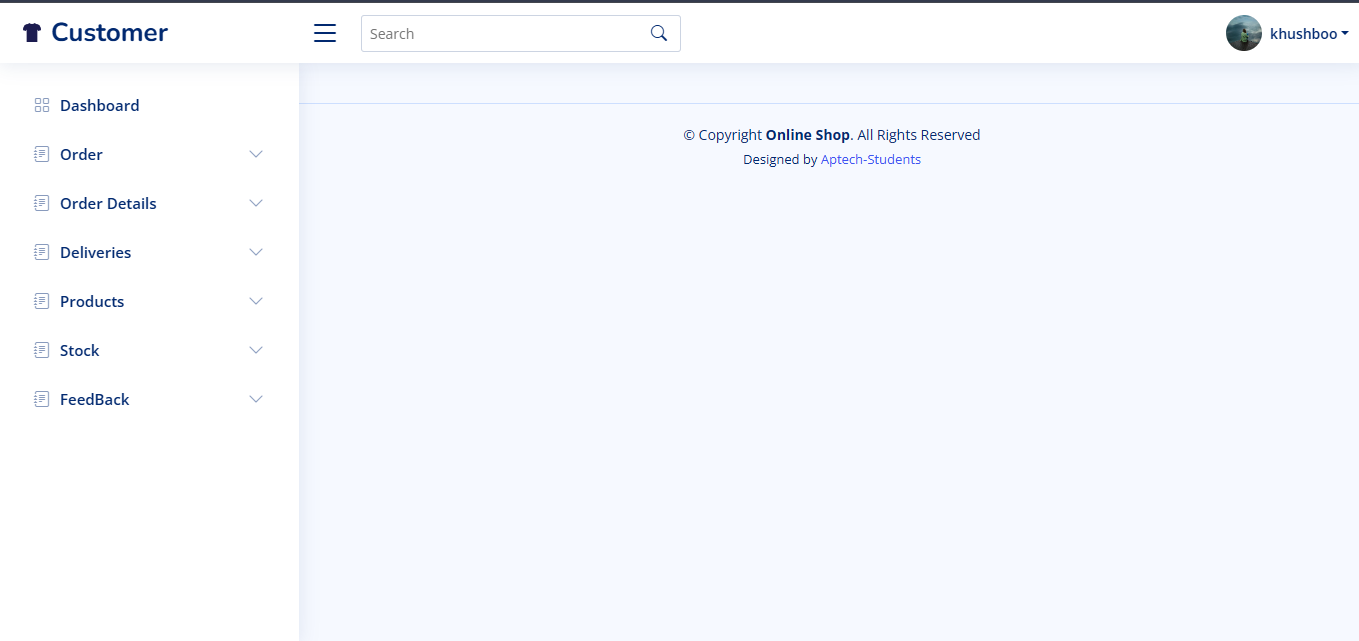 Customer
Search
khushboo
Dashboard
Order
Order Details
Deliveries
Products
Stock
FeedBack
© Copyright Online Shop. All Rights Reserved
Designed by Aptech-Students